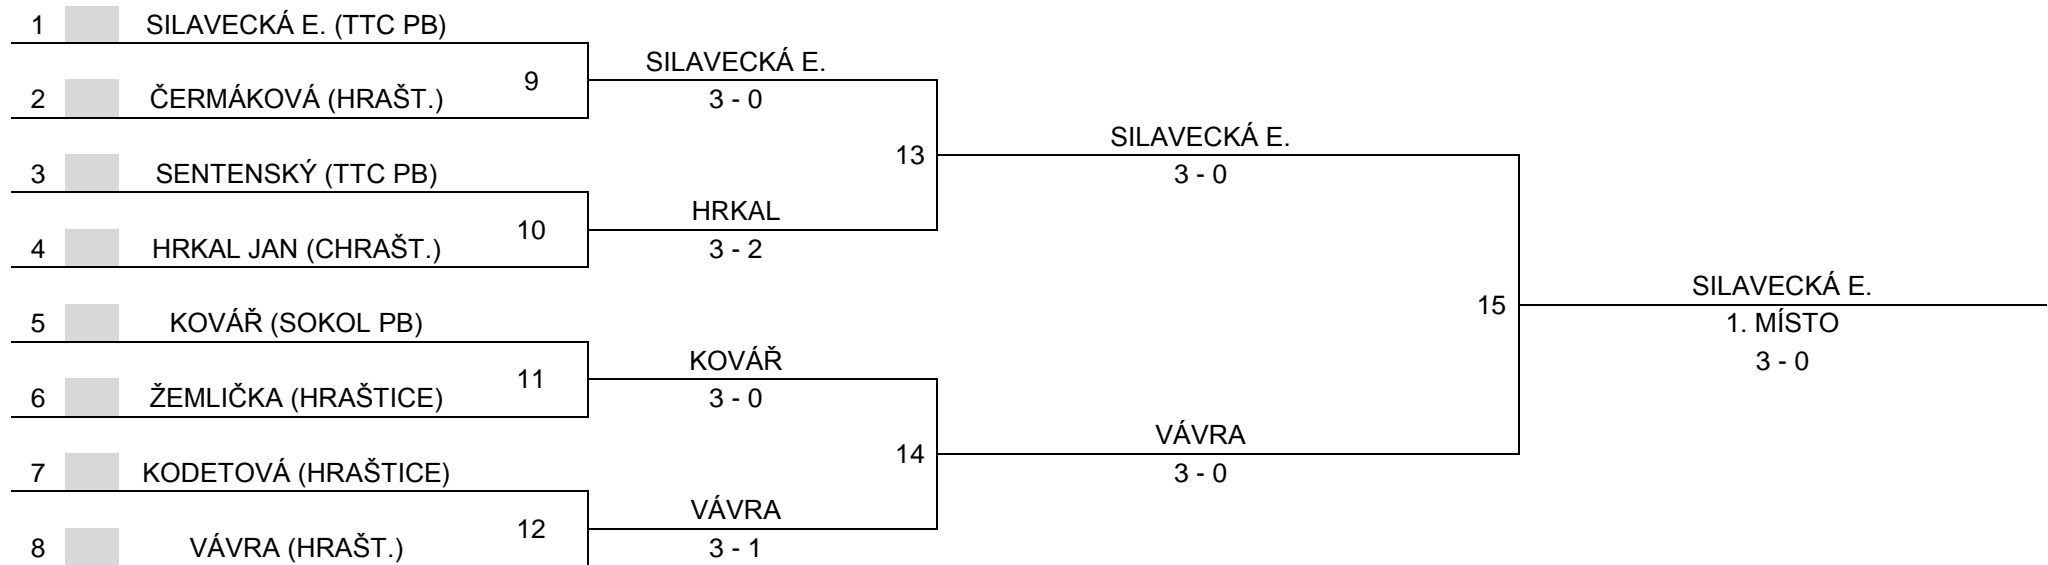 1 SILAVECKÁ E. (TTC PB)
SILAVECKÁ E.
9
2 ČERMÁKOVÁ (HRAŠT.)
3 - 0
SILAVECKÁ E.
13
3 SENTENSKÝ (TTC PB)
3 - 0
HRKAL
10
4 HRKAL JAN (CHRAŠT.)
3 - 2
SILAVECKÁ E.
15
5 KOVÁŘ (SOKOL PB)
1. MÍSTO
KOVÁŘ
3 - 0
11
6 ŽEMLIČKA (HRAŠTICE)
3 - 0
VÁVRA
14
7 KODETOVÁ (HRAŠTICE)
3 - 0
VÁVRA
12
8 VÁVRA (HRAŠT.)
3 - 1